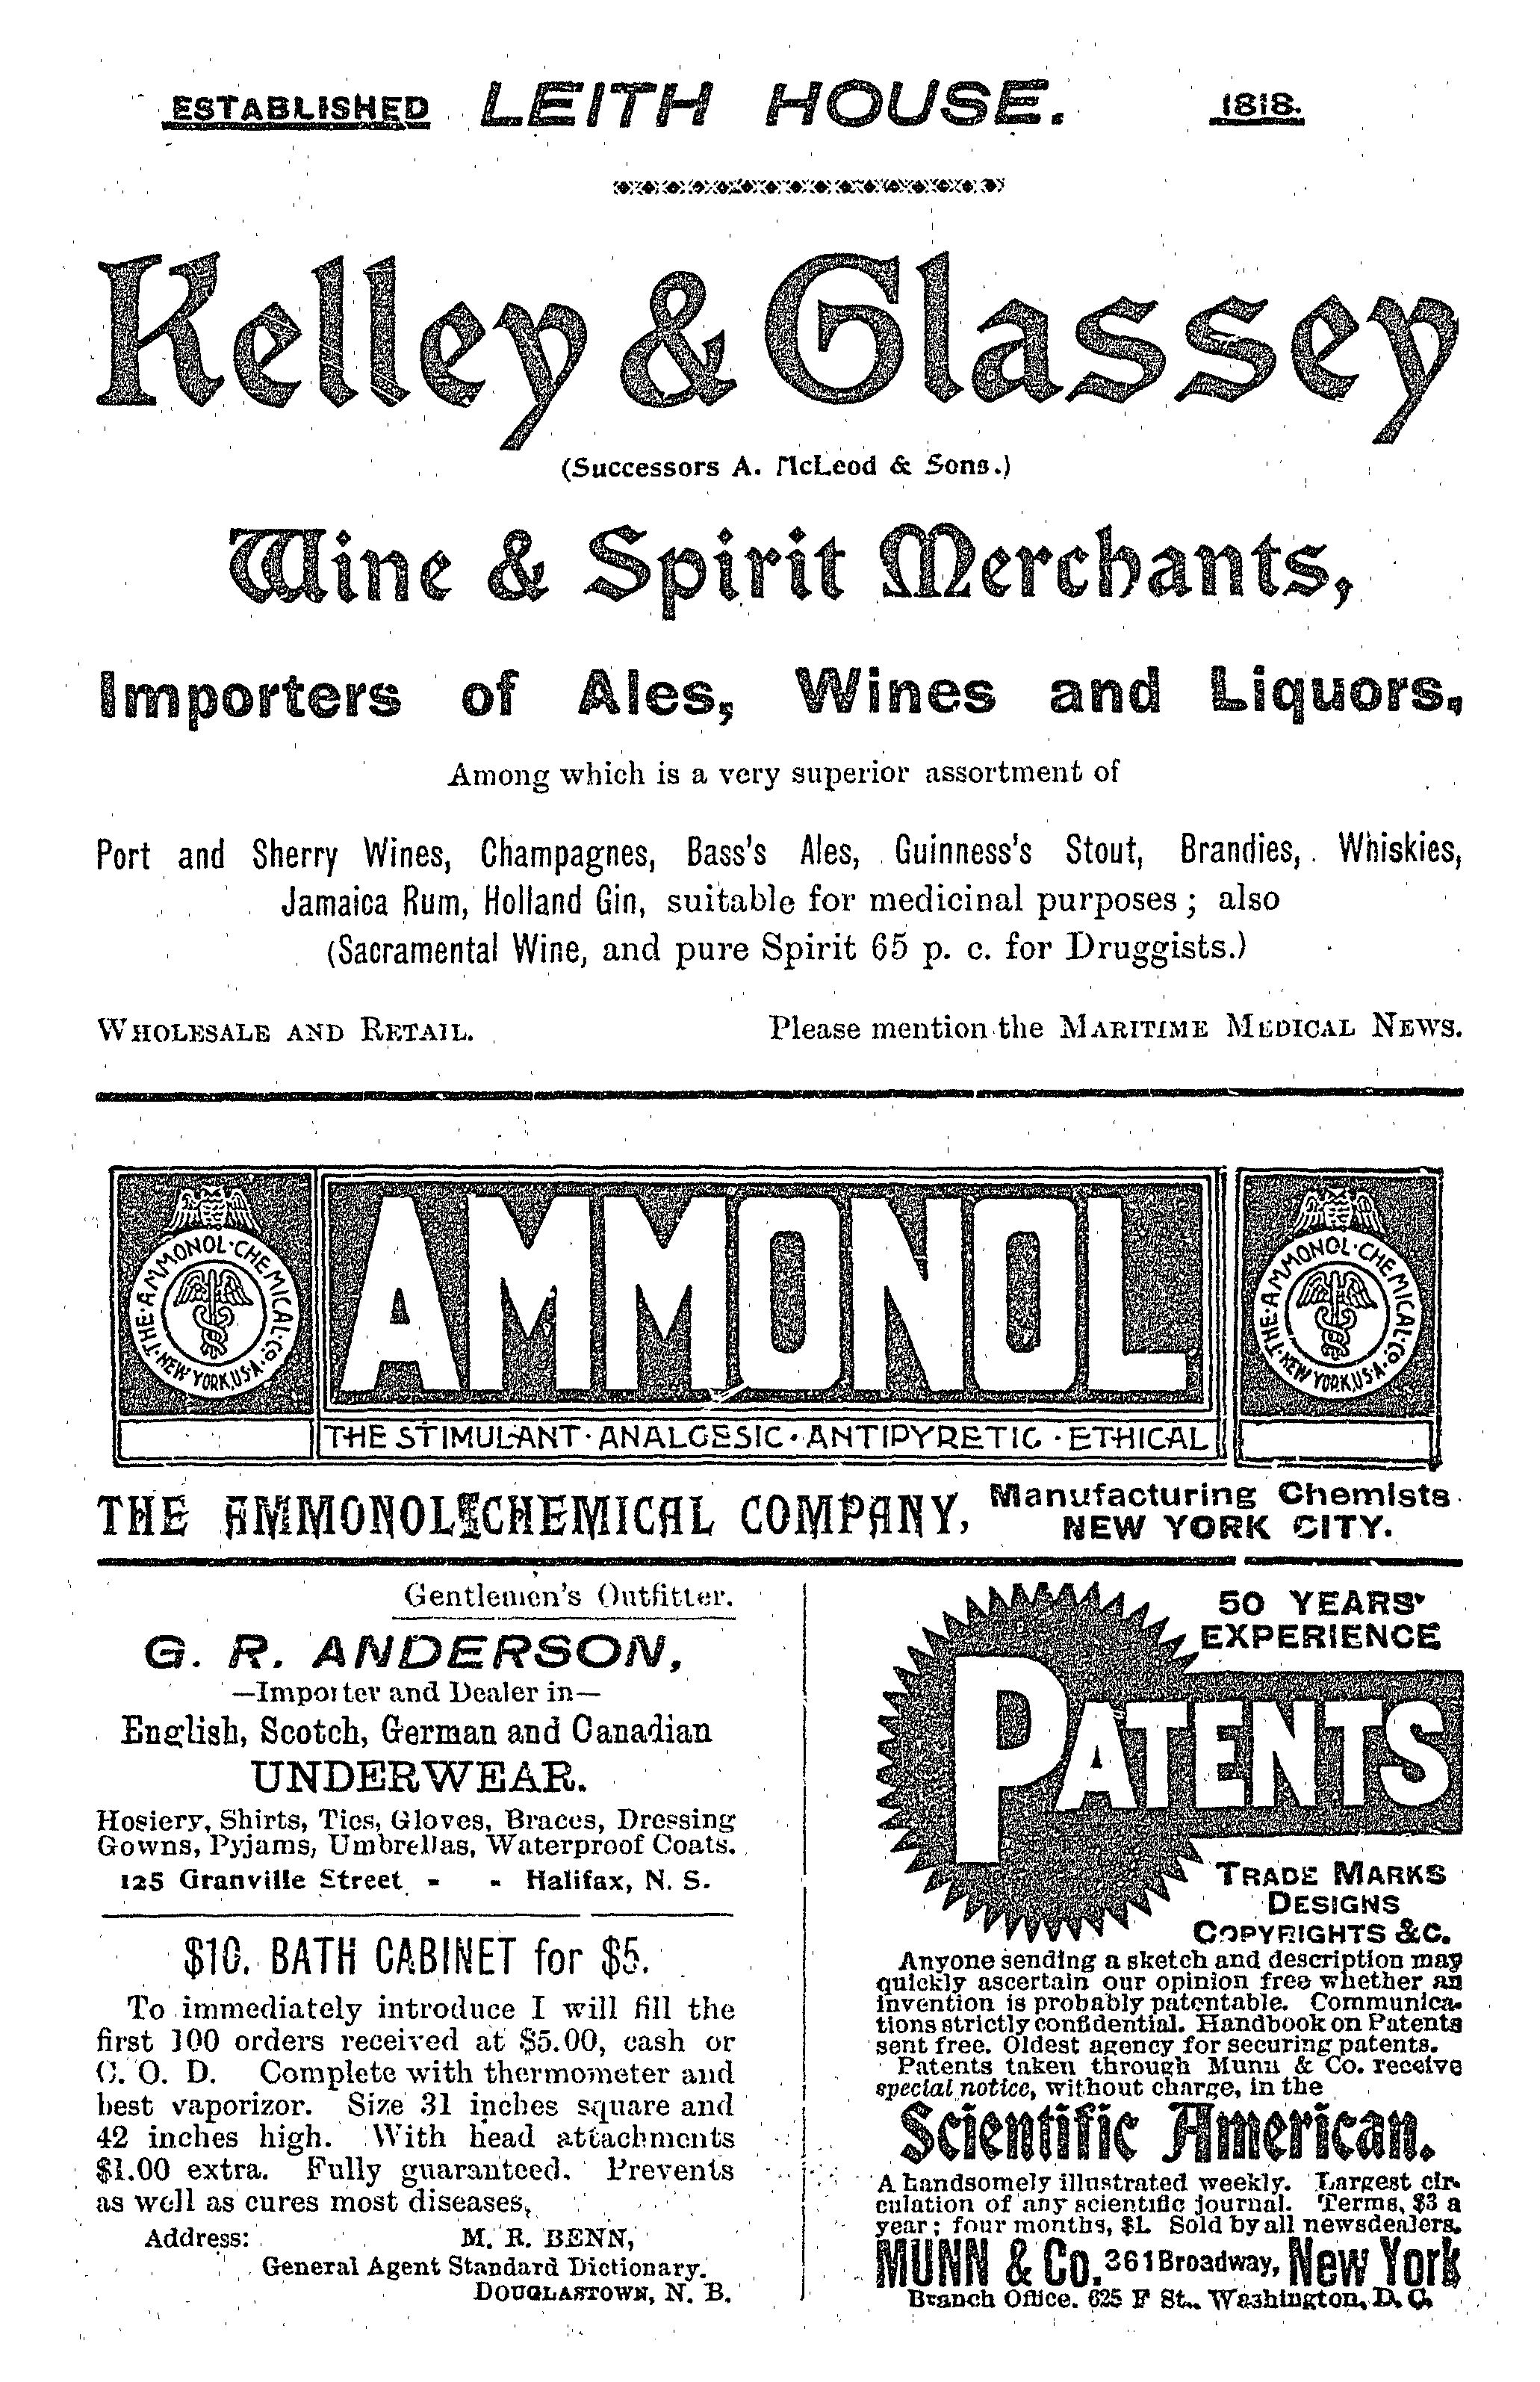 ESTABLISHED LEITH HOUSE. 1818.
Kelley & Glassey
(Successors A. McLeod & Sons.)
Wine & Spirit Merchants,
Importers of Ales, Wines and Liquors,
Among which is a very superior assortment of
Port and Sherry Wines, Champagnes, Bass's Ales, Guinness's Stout, Brandies, Whiskies,
Jamaica Rum, Holland Gin, suitable for medicinal purposes; also
(Sacramental Wine, and pure Spirit 65 p. c. for Druggists.)
WHOLESALE AND RETAIL. Please mention the MARITIME MEDICAL NEWS.
THE·AMMONOL·CHEMICAL·CO·NEW YORK.U.S.A.
AMMONOL
THE·AMMONOL·CHEMICAL·CO·NEW YORK.U.S.A.
THE STIMULANT·ANALGESIC·ANTIPYRETIC·ETHICAL
THE AMMONOL CHEMICAL COMPANY, Manufacturing Chemists
NEW YORK CITY.
Gentlemen's Outfitter.
G. R. ANDERSON,
—Importer and Dealer in—
English, Scotch, German and Canadian
UNDERWEAR.
Hosiery, Shirts, Ties, Gloves, Braces, Dressing
Gowns, Pyjams, Umbrellas, Waterproof Coats.
125 Granville Street - - Halifax, N. S.
$10. BATH CABINET for $5.
To immediately introduce I will fill the
first 100 orders received at $5.00, cash or
C. O. D. Complete with thermometer and
best vaporizor. Size 31 inches square and
42 inches high. With head attachments
$1.00 extra. Fully guaranteed. Prevents
as well as cures most diseases,
Address: M. R. BENN,
General Agent Standard Dictionary.
DOUGLASTOWN, N. B.
50 YEARS'
EXPERIENCE
PATENTS
TRADE MARKS
DESIGNS
COPYRIGHTS &C.
Anyone sending a sketch and description may
quickly ascertain our opinion free whether an
invention is probably patentable. Communica-
tions strictly confidential. Handbook on Patents
sent free. Oldest agency for securing patents.
Patents taken through Munn & Co. receive
special notice, without charge, in the
Scientific American.
A handsomely illustrated weekly. Largest cir-
culation of any scientific journal. Terms, $3 a
year; four months, $1. Sold by all newsdealers.
MUNN & Co. 361 Broadway, New York
Branch Office. 625 F St., Washington, D. C.